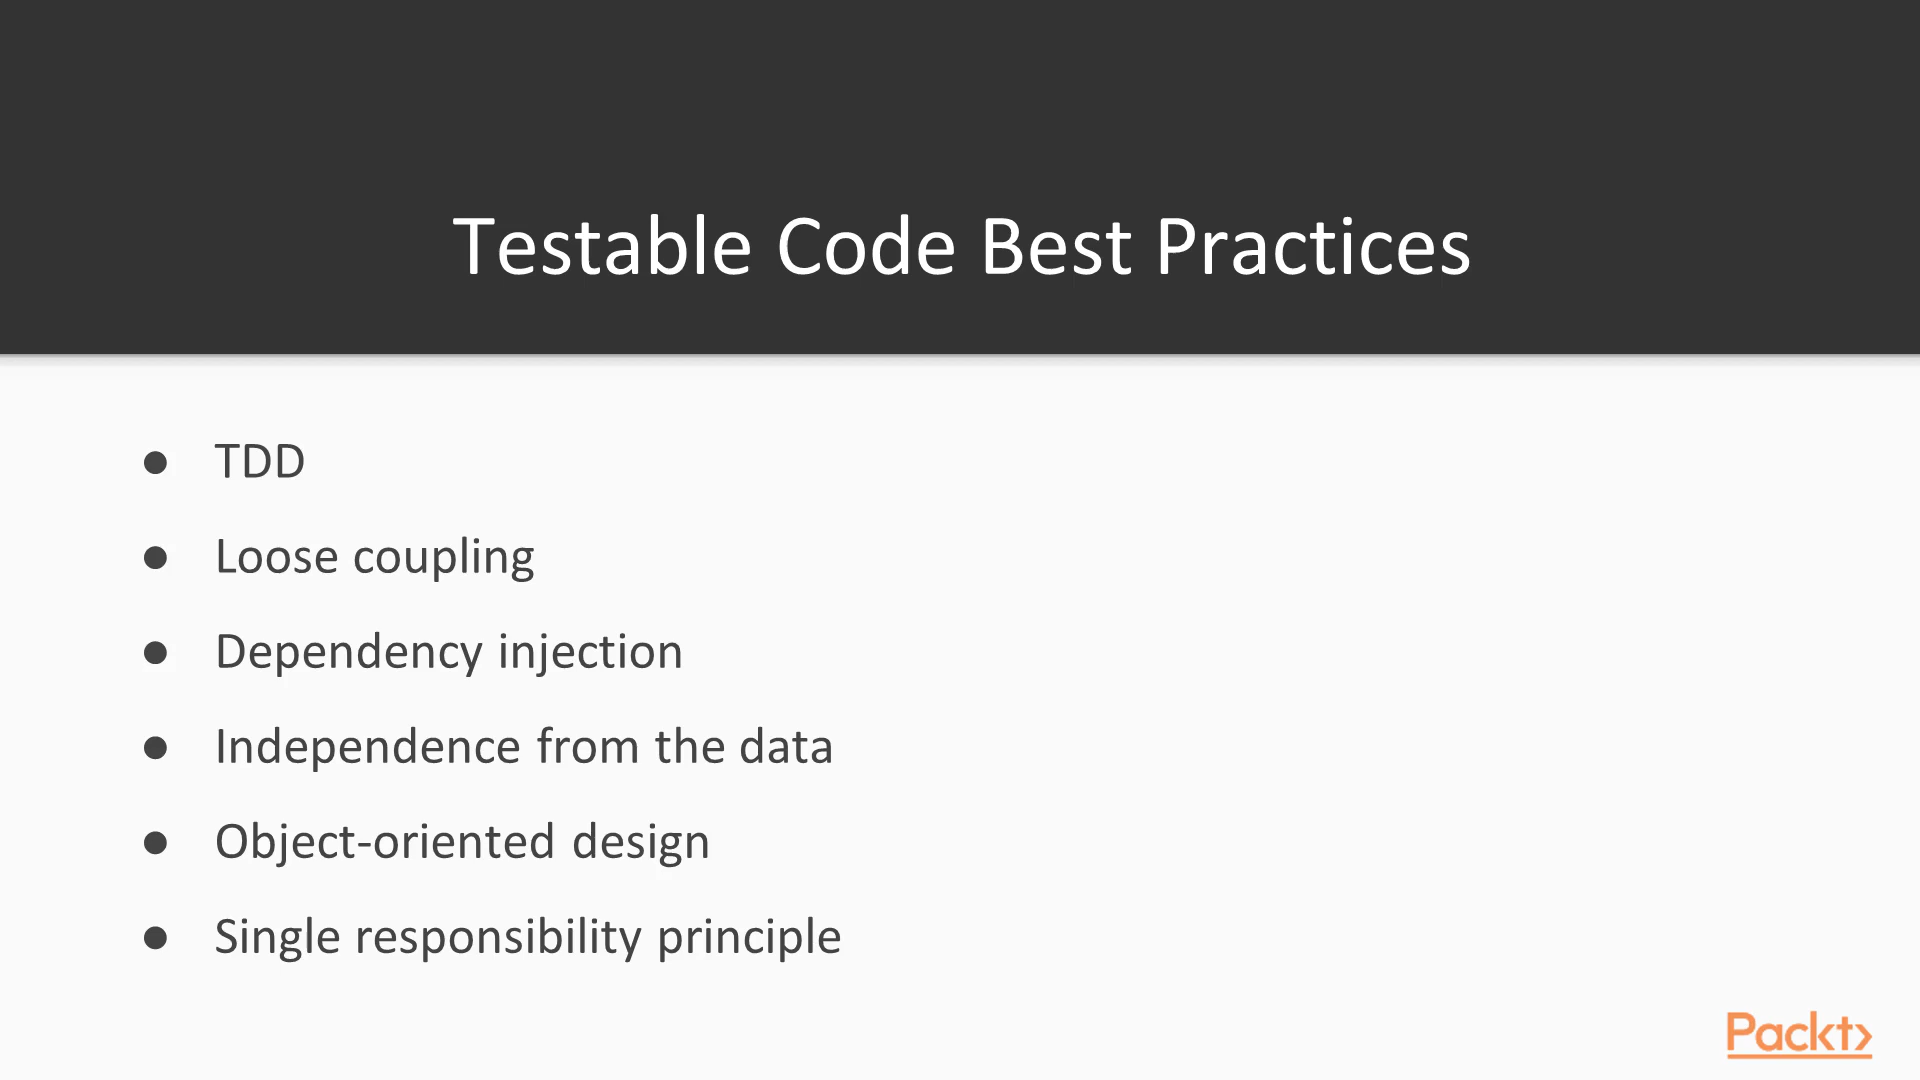 Testable Code Best Practices
● TDD
● Loose coupling
● Dependency injection
● Independence from the data
● Object-oriented design
● Single responsibility principle
Packt>